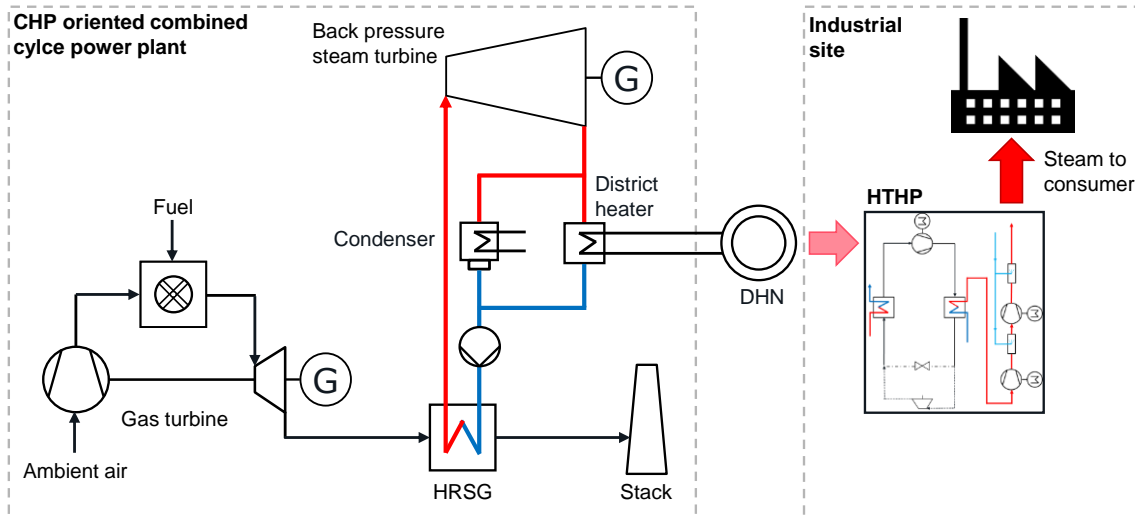 CHP oriented combined
cylce power plant
Back pressure
steam turbine
G
Industrial
site
Steam to
consumer
District
heater
HTHP
Fuel
Condenser
M
DHN
M
G
Gas turbine
M
Ambient air
HRSG
Stack